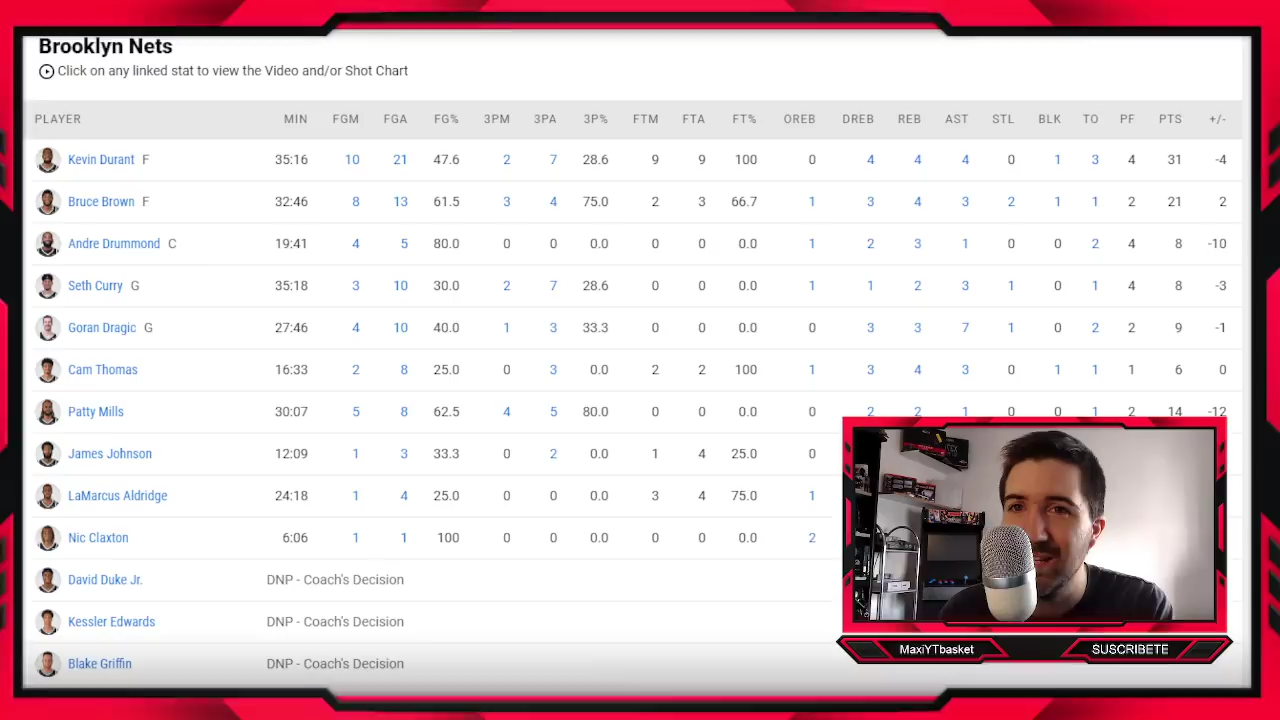 Brooklyn Nets
Click on any linked stat to view the Video and/or Shot Chart
PLAYER MIN FGM FGA FG% 3PM 3PA 3P% FTM FTA FT% OREB DREB REB AST STL BLK TO PF PTS +/-
Kevin Durant F 35:16 10 21 47.6 2 7 28.6 9 9 100 0 4 4 4 0 1 3 4 31 -4
Bruce Brown F 32:46 8 13 61.5 3 4 75.0 2 3 66.7 1 3 4 3 2 1 1 2 21 2
Andre Drummond C 19:41 4 5 80.0 0 0 0.0 0 0 0.0 1 2 3 1 0 0 2 4 8 -10
Seth Curry G 35:18 3 10 30.0 2 7 28.6 0 0 0.0 1 1 2 3 1 0 1 4 8 -3
Goran Dragic G 27:46 4 10 40.0 1 3 33.3 0 0 0.0 0 3 3 7 1 0 2 2 9 -1
Cam Thomas 16:33 2 8 25.0 0 3 0.0 2 2 100 1 3 4 3 0 1 1 1 6 0
Patty Mills 30:07 5 8 62.5 4 5 80.0 0 0 0.0 0 2 2 1 0 0 1 2 14 -12
James Johnson 12:09 1 3 33.3 0 2 0.0 1 4 25.0 0
LaMarcus Aldridge 24:18 1 4 25.0 0 0 0.0 3 4 75.0 1
Nic Claxton 6:06 1 1 100 0 0 0.0 0 0 0.0 2
David Duke Jr. DNP - Coach's Decision
Kessler Edwards DNP - Coach's Decision
Blake Griffin DNP - Coach's Decision
MaxiYTbasket SUSCRIBETE